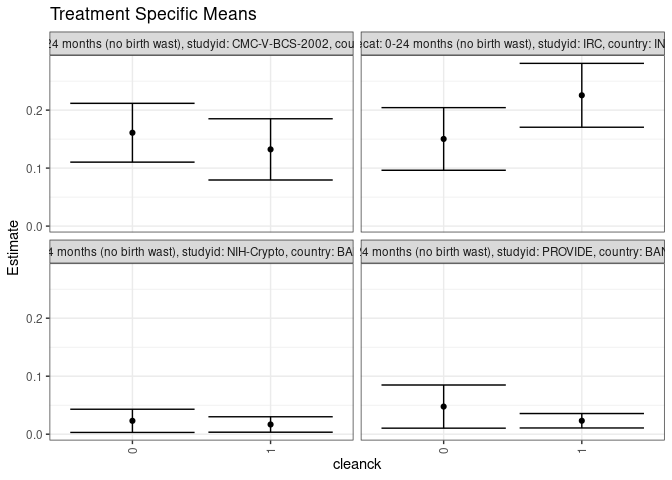 Treatment Specific Means
24 months (no birth wast), studyid: CMC-V-BCS-2002, cou
ecat: 0-24 months (no birth wast), studyid: IRC, country: IN
0.2
0.1
0.0
4 months (no birth wast), studyid: NIH-Crypto, country: BA
24 months (no birth wast), studyid: PROVIDE, country: BAN
0.2
0.1
0.0
Estimate
0
1
0
1
cleanck